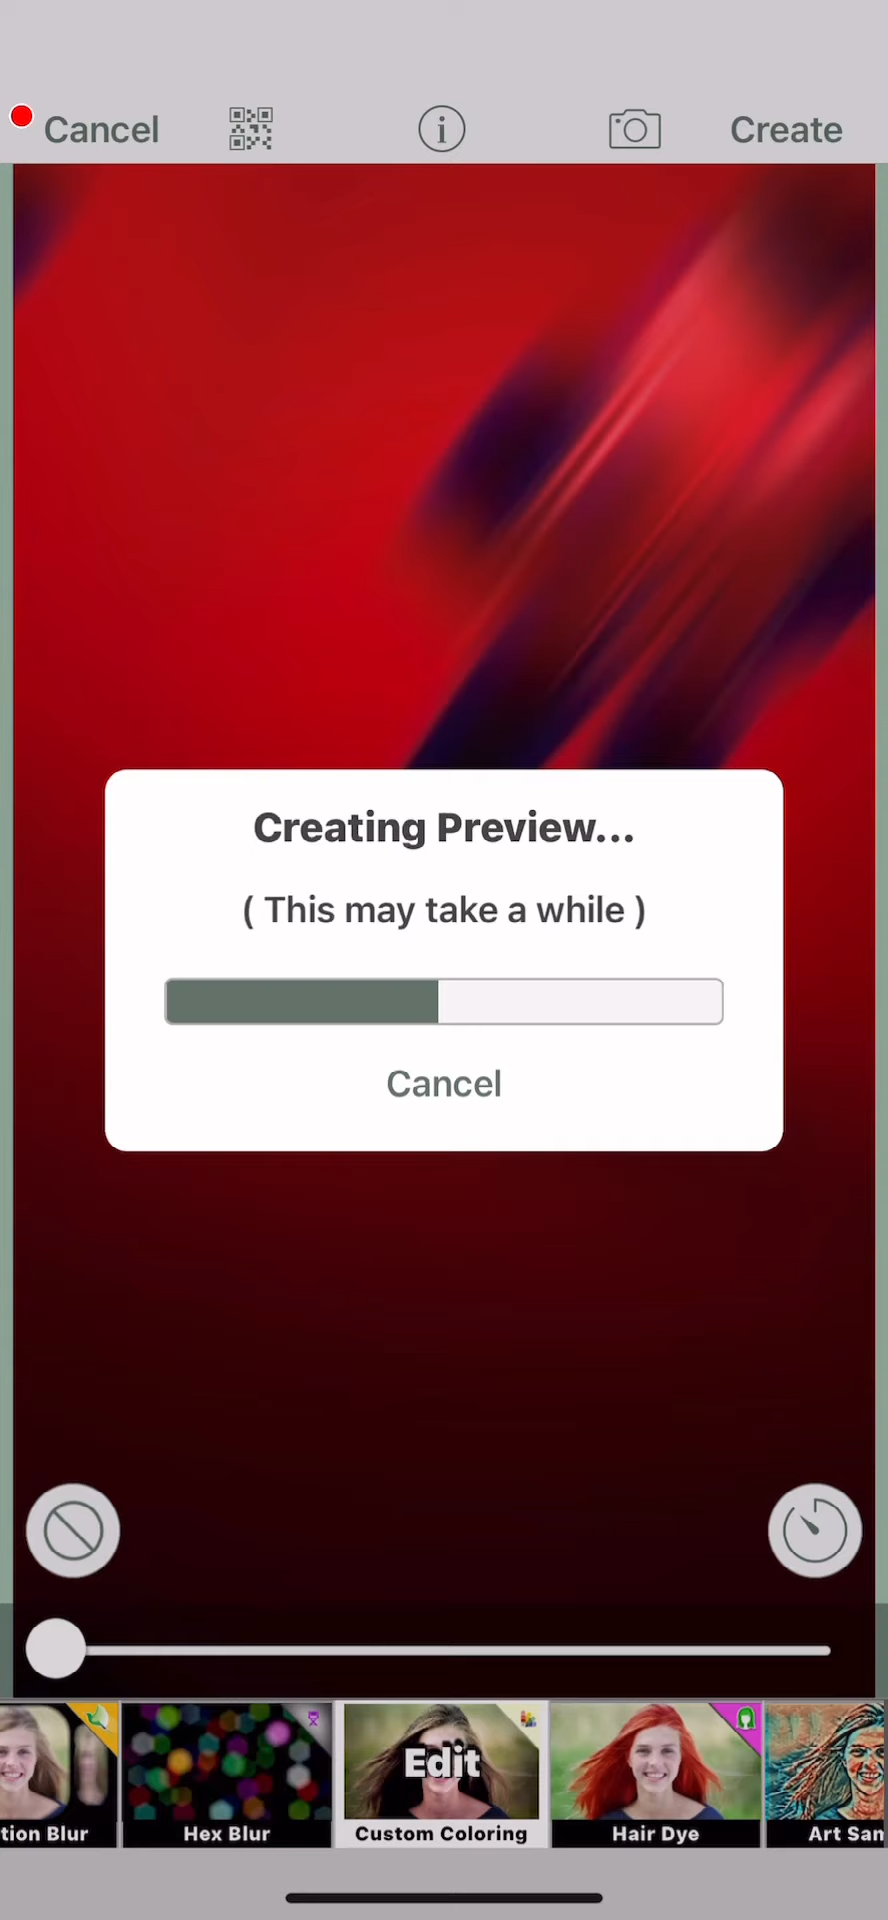 Cancel
Create
Creating Preview...
( This may take a while )
Cancel
Edit
tion Blur
Hex Blur
Custom Coloring
Hair Dye
Art San